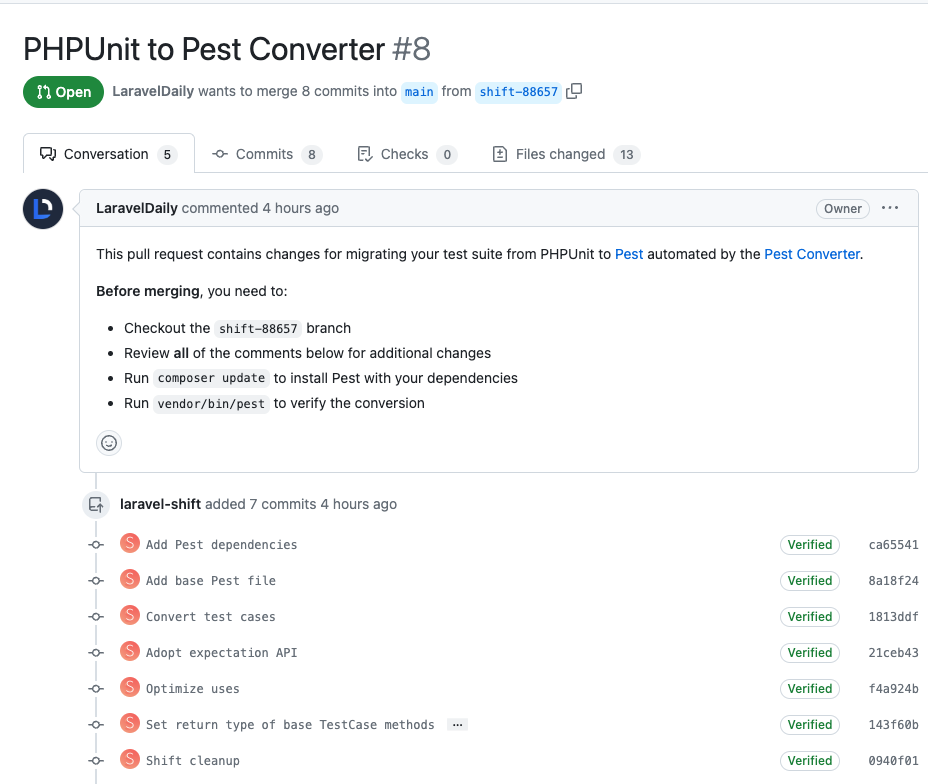 PHPUnit to Pest Converter #8
Open LaravelDaily wants to merge 8 commits into main from shift-88657
Conversation 5 Commits 8 Checks 0 Files changed 13
LaravelDaily commented 4 hours ago Owner ...
This pull request contains changes for migrating your test suite from PHPUnit to Pest automated by the Pest Converter.
Before merging, you need to:
• Checkout the shift-88657 branch
• Review all of the comments below for additional changes
• Run composer update to install Pest with your dependencies
• Run vendor/bin/pest to verify the conversion
laravel-shift added 7 commits 4 hours ago
S Add Pest dependencies Verified ca65541
S Add base Pest file Verified 8a18f24
S Convert test cases Verified 1813ddf
S Adopt expectation API Verified 21ceb43
S Optimize uses Verified f4a924b
S Set return type of base TestCase methods ... Verified 143f60b
S Shift cleanup Verified 0940f01